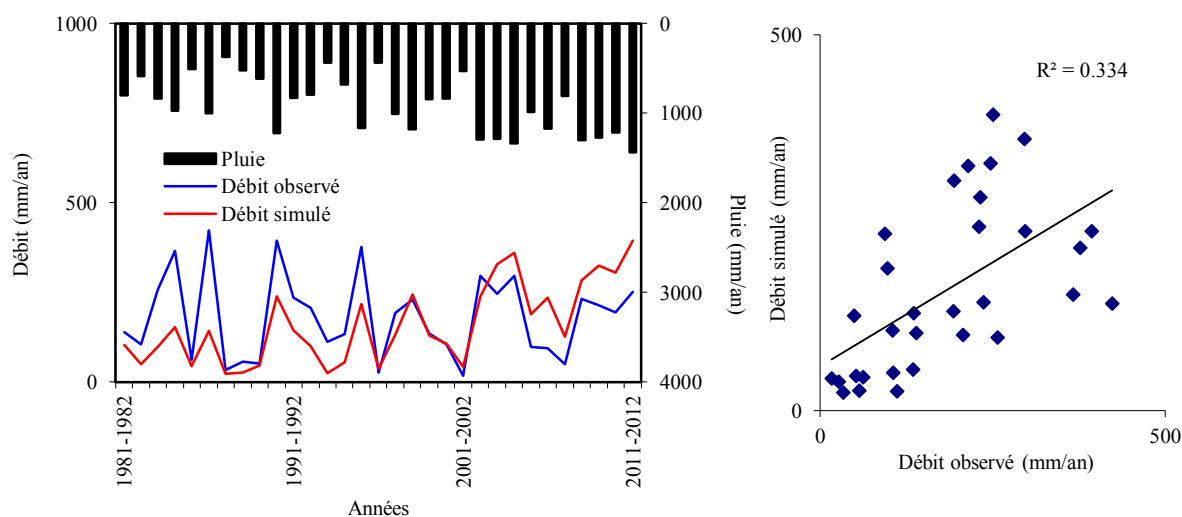 1000
500
0
Débit (mm/an)
Pluie
Débit observé
Débit simulé
0
1000
2000
3000
4000
Pluie (mm/an)
1981-1982
1991-1992
2001-2002
2011-2012
Années
500
0
Débit simulé (mm/an)
R² = 0.334
0
500
Débit observé (mm/an)